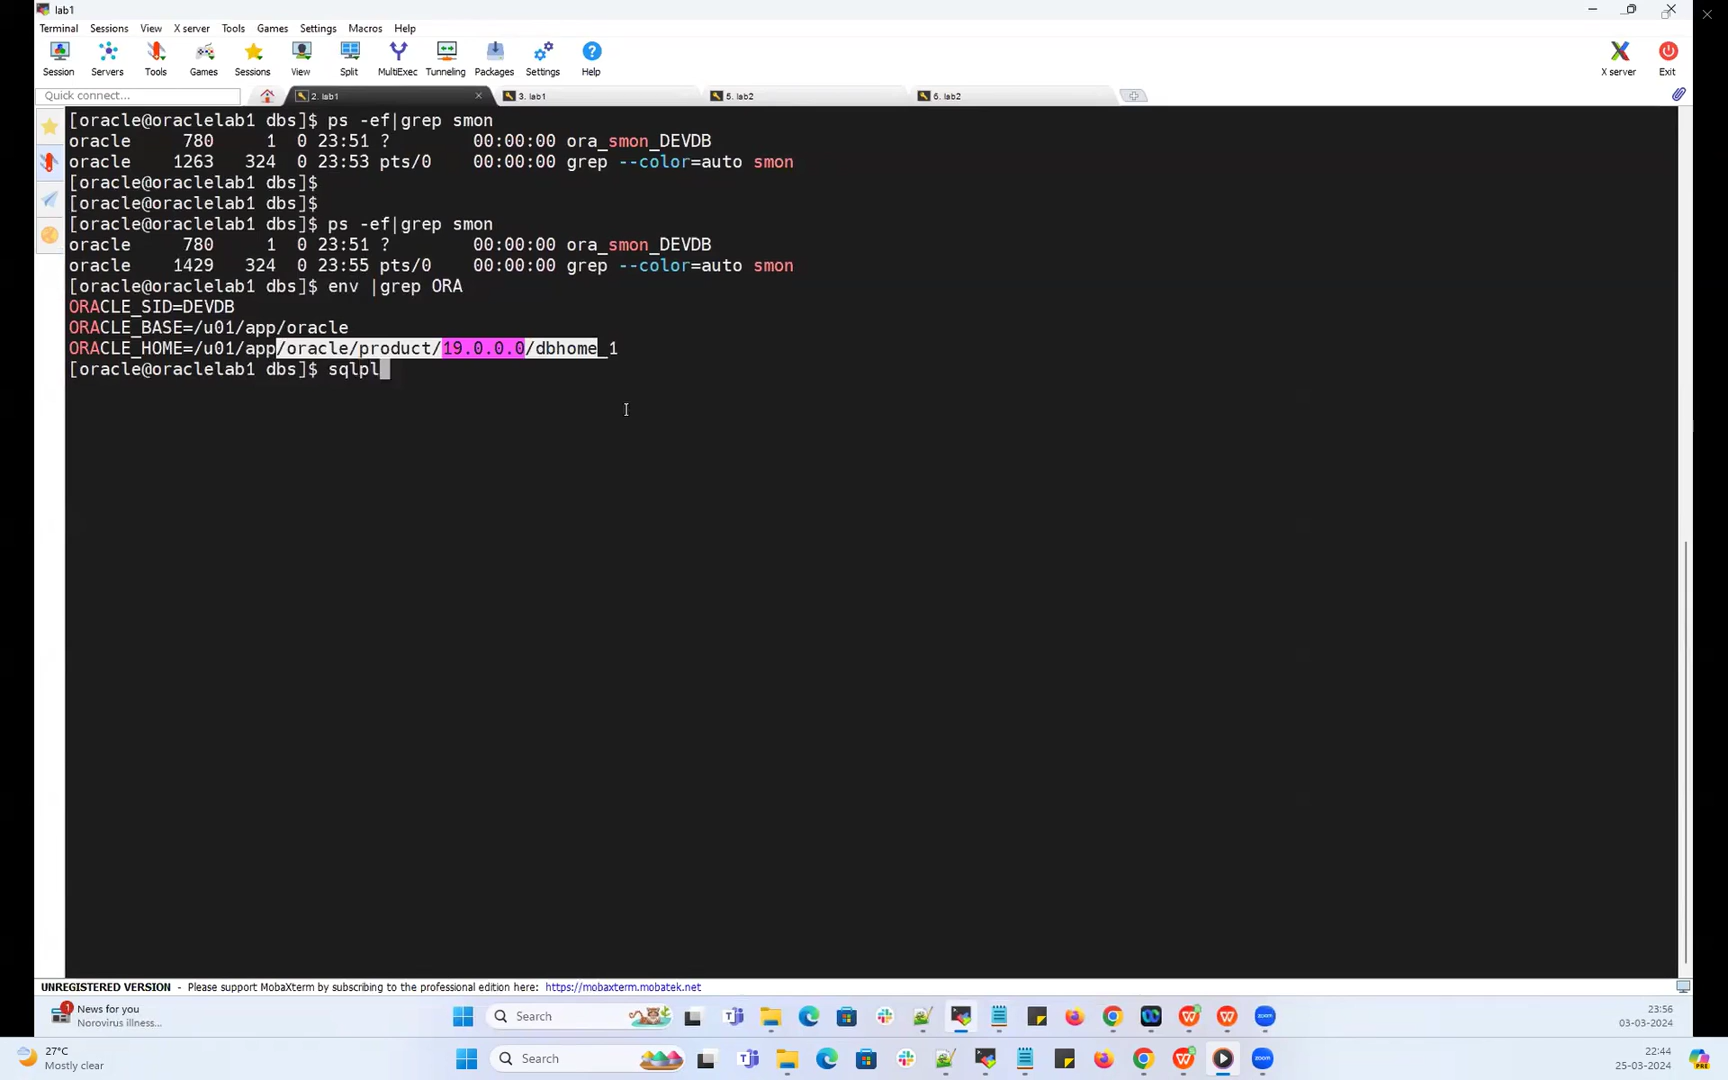 lab1
Terminal Sessions View X server Tools Games Settings Macros Help
Session Servers Tools Games Sessions View Split MultiExec Tunneling Packages Settings Help X server Exit
Quick connect... 2. lab1 3. lab1 5. lab2 6. lab2
[oracle@oraclelab1 dbs]$ ps -ef|grep smon
oracle 780 1 0 23:51 ? 00:00:00 ora_smon_DEVDB
oracle 1263 324 0 23:53 pts/0 00:00:00 grep --color=auto smon
[oracle@oraclelab1 dbs]$
[oracle@oraclelab1 dbs]$
[oracle@oraclelab1 dbs]$ ps -ef|grep smon
oracle 780 1 0 23:51 ? 00:00:00 ora_smon_DEVDB
oracle 1429 324 0 23:55 pts/0 00:00:00 grep --color=auto smon
[oracle@oraclelab1 dbs]$ env |grep ORA
ORACLE_SID=DEVDB
ORACLE_BASE=/u01/app/oracle
ORACLE_HOME=/u01/app/oracle/product/19.0.0.0/dbhome_1
[oracle@oraclelab1 dbs]$ sqlpl
UNREGISTERED VERSION - Please support MobaXterm by subscribing to the professional edition here: https://mobaxterm.mobatek.net
1 News for you Search 23:56
Norovirus illness... 03-03-2024
27°C Search 22:44
Mostly clear 25-03-2024